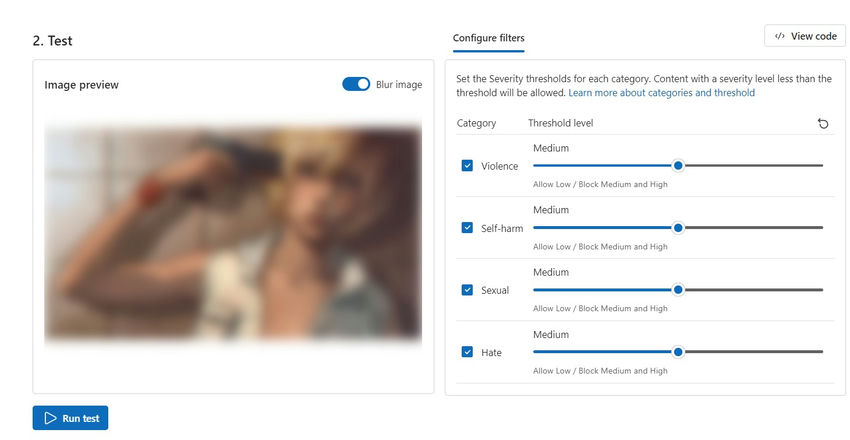 2. Test
Configure filters
View code
Image preview
Blur image
Set the Severity thresholds for each category. Content with a severity level less than the
threshold will be allowed. Learn more about categories and threshold
Category
Threshold level
Medium
Violence
Allow Low / Block Medium and High
Medium
Self-harm
Allow Low / Block Medium and High
Medium
Sexual
Allow Low / Block Medium and High
Medium
Hate
Allow Low / Block Medium and High
Run test